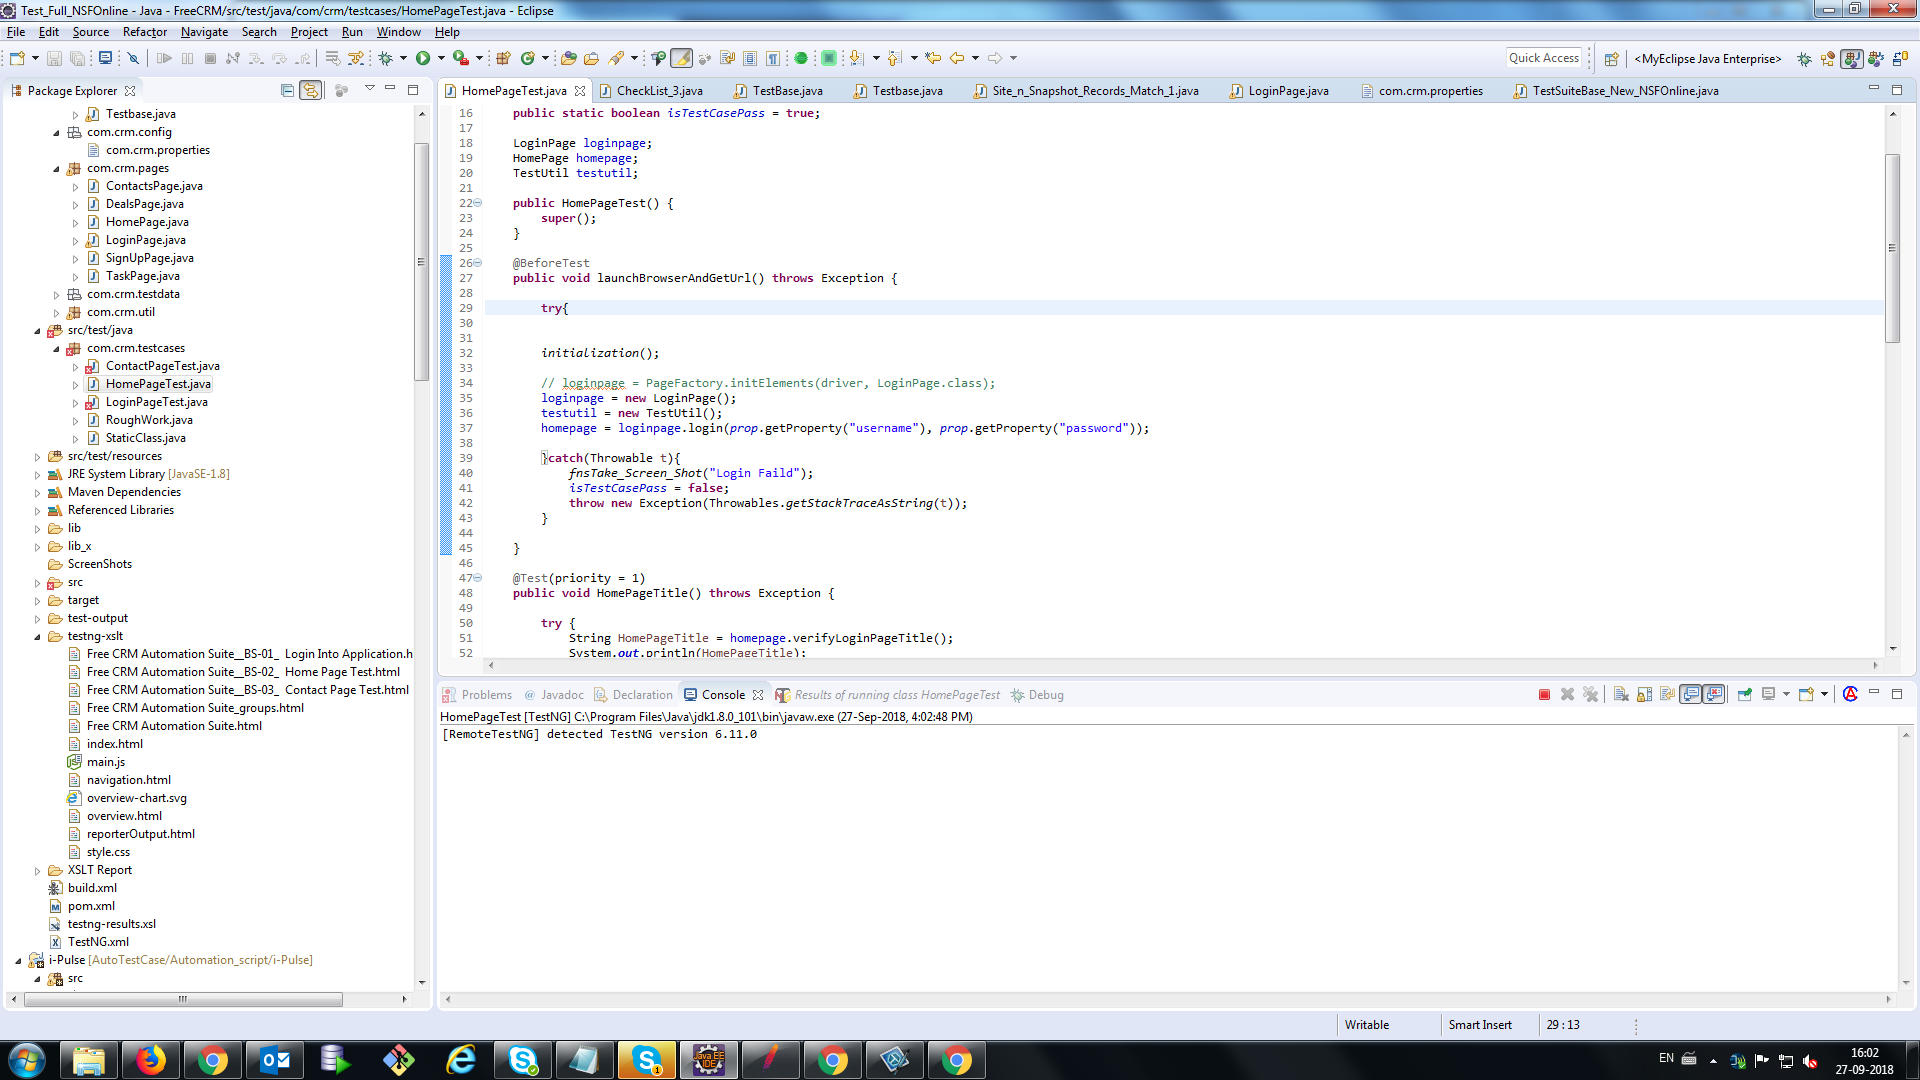 Test_Full_NSFOnline - Java - FreeCRM/src/test/java/com/crm/testcases/HomePageTest.java - Eclipse
File Edit Source Refactor Navigate Search Project Run Window Help
Quick Access <MyEclipse Java Enterprise>
Package Explorer
Testbase.java
com.crm.config
com.crm.properties
com.crm.pages
ContactsPage.java
DealsPage.java
HomePage.java
LoginPage.java
SignUpPage.java
TaskPage.java
com.crm.testdata
com.crm.util
src/test/java
com.crm.testcases
ContactPageTest.java
HomePageTest.java
LoginPageTest.java
RoughWork.java
StaticClass.java
src/test/resources
JRE System Library [JavaSE-1.8]
Maven Dependencies
Referenced Libraries
lib
lib_x
ScreenShots
src
target
test-output
testng-xslt
Free CRM Automation Suite__BS-01_ Login Into Application.h
Free CRM Automation Suite__BS-02_ Home Page Test.html
Free CRM Automation Suite__BS-03_ Contact Page Test.html
Free CRM Automation Suite_groups.html
Free CRM Automation Suite.html
index.html
main.js
navigation.html
overview-chart.svg
overview.html
reporterOutput.html
style.css
XSLT Report
build.xml
pom.xml
testng-results.xsl
TestNG.xml
i-Pulse [AutoTestCase/Automation_script/i-Pulse]
src
HomePageTest.java CheckList_3.java TestBase.java Testbase.java Site_n_Snapshot_Records_Match_1.java LoginPage.java com.crm.properties TestSuiteBase_New_NSFOnline.java
16 public static boolean isTestCasePass = true;
17
18 LoginPage loginpage;
19 HomePage homepage;
20 TestUtil testutil;
21
22 public HomePageTest() {
23 super();
24 }
25
26 @BeforeTest
27 public void launchBrowserAndGetUrl() throws Exception {
28
29 try{
30
31
32 initialization();
33
34 // loginpage = PageFactory.initElements(driver, LoginPage.class);
35 loginpage = new LoginPage();
36 testutil = new TestUtil();
37 homepage = loginpage.login(prop.getProperty("username"), prop.getProperty("password"));
38
39 }catch(Throwable t){
40 fnsTake_Screen_Shot("Login Faild");
41 isTestCasePass = false;
42 throw new Exception(Throwables.getStackTraceAsString(t));
43 }
44
45 }
46
47 @Test(priority = 1)
48 public void HomePageTitle() throws Exception {
49
50 try {
51 String HomePageTitle = homepage.verifyLoginPageTitle();
52 System.out.println(HomePageTitle);
Problems Javadoc Declaration Console Results of running class HomePageTest Debug
HomePageTest [TestNG] C:\Program Files\Java\jdk1.8.0_101\bin\javaw.exe (27-Sep-2018, 4:02:48 PM)
[RemoteTestNG] detected TestNG version 6.11.0
Writable Smart Insert 29 : 13
Java EE
IDE
EN
16:02
27-09-2018